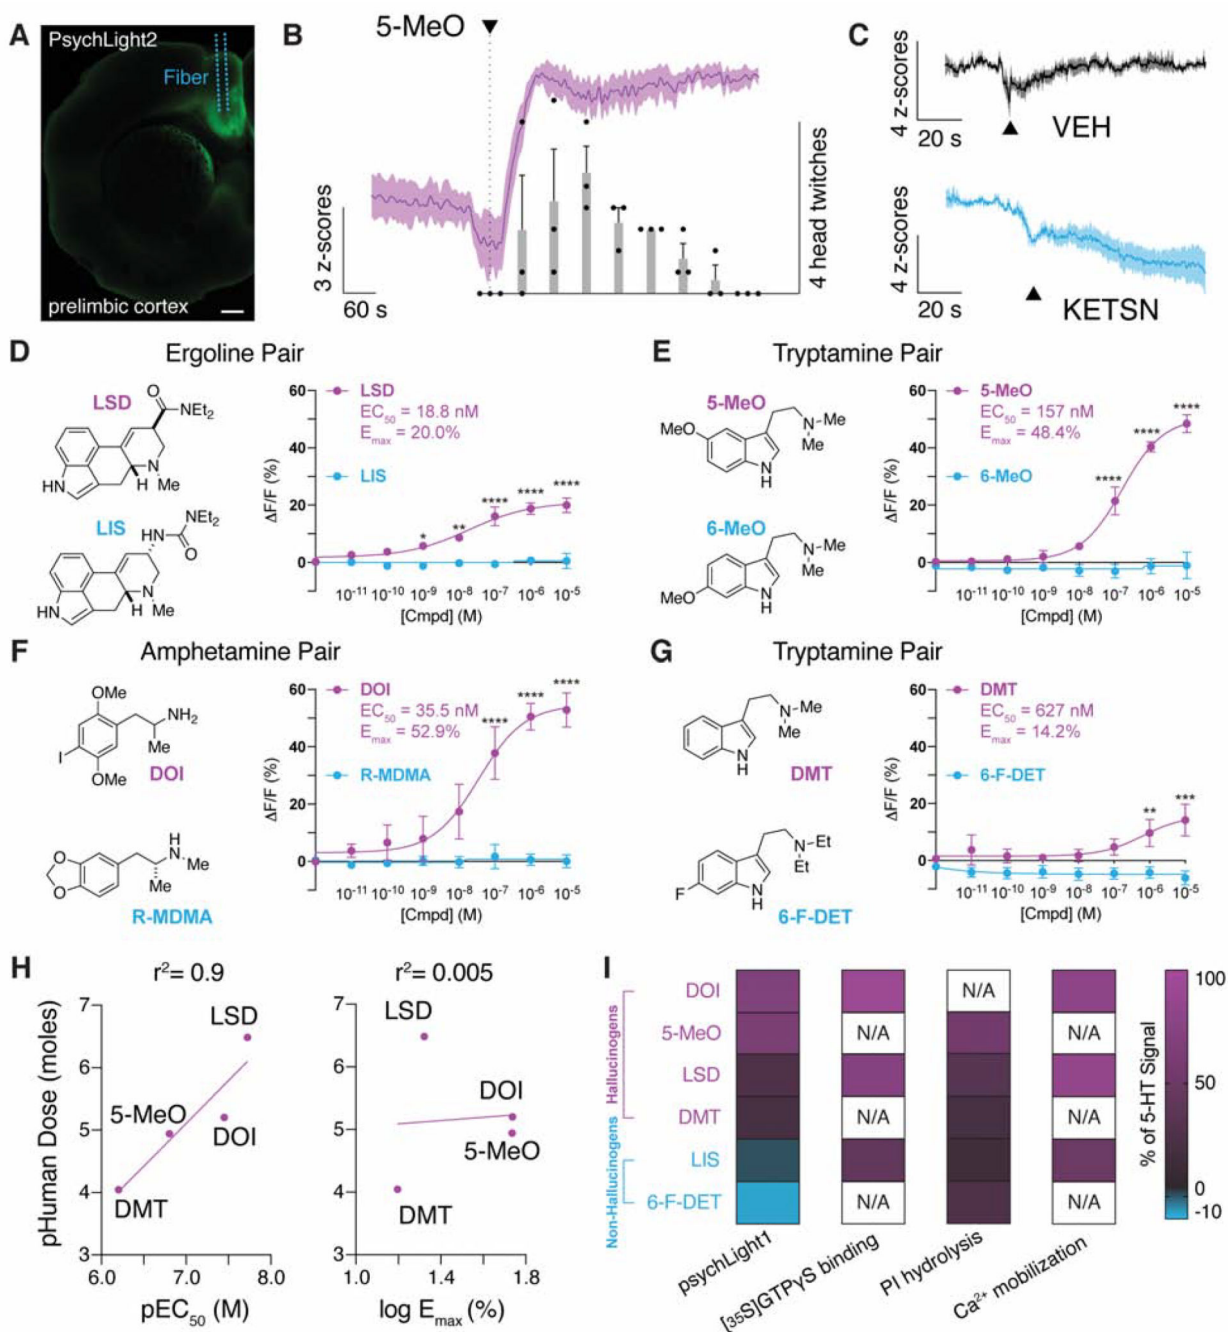 A
PsychLight2
Fiber
prelimbic cortex
B
5-MeO
3 z-scores
60 s
4 head twitches
C
4 z-scores
20 s
VEH
4 z-scores
20 s
KETSN
D
Ergoline Pair
LSD
O
NEt2
N
H
Me
HN
LIS
HN
NEt2
O
N
H
Me
HN
60
40
20
0
ΔF/F (%)
LSD
EC50 = 18.8 nM
Emax = 20.0%
LIS
*
**
****
****
****
10-11
10-10
10-9
10-8
10-7
10-6
10-5
[Cmpd] (M)
E
Tryptamine Pair
5-MeO
MeO
N
Me
Me
N
H
6-MeO
MeO
N
Me
Me
N
H
60
40
20
0
ΔF/F (%)
5-MeO
EC50 = 157 nM
Emax = 48.4%
6-MeO
****
****
****
10-11
10-10
10-9
10-8
10-7
10-6
10-5
[Cmpd] (M)
F
Amphetamine Pair
OMe
NH2
Me
I
OMe
DOI
O
O
H
N
Me
Me
R-MDMA
60
40
20
0
ΔF/F (%)
DOI
EC50 = 35.5 nM
Emax = 52.9%
R-MDMA
****
****
****
10-11
10-10
10-9
10-8
10-7
10-6
10-5
[Cmpd] (M)
G
Tryptamine Pair
N
Me
Me
N
H
DMT
N
Et
Et
F
N
H
6-F-DET
60
40
20
0
ΔF/F (%)
DMT
EC50 = 627 nM
Emax = 14.2%
6-F-DET
**
***
10-11
10-10
10-9
10-8
10-7
10-6
10-5
[Cmpd] (M)
H
r2= 0.9
pHuman Dose (moles)
7
6
5
4
3
LSD
5-MeO
DOI
DMT
6.0
7.0
8.0
pEC50 (M)
r2= 0.005
7
6
5
4
3
LSD
DOI
5-MeO
DMT
1.0
1.4
1.8
log Emax (%)
I
Hallucinogens
Non-Hallucinogens
DOI
N/A
5-MeO
N/A
N/A
LSD
DMT
N/A
N/A
LIS
6-F-DET
N/A
N/A
psychLight1
[35S]GTPγS binding
PI hydrolysis
Ca2+ mobilization
% of 5-HT Signal
100
50
0
-10